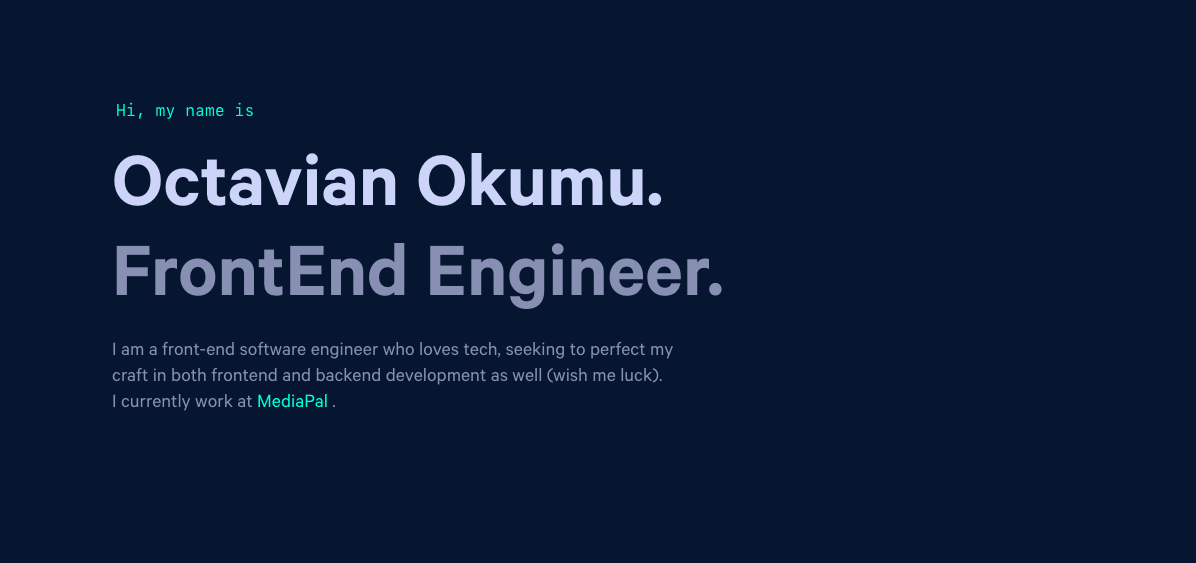 Hi, my name is
Octavian Okumu.
FrontEnd Engineer.
I am a front-end software engineer who loves tech, seeking to perfect my
craft in both frontend and backend development as well (wish me luck).
I currently work at MediaPal .